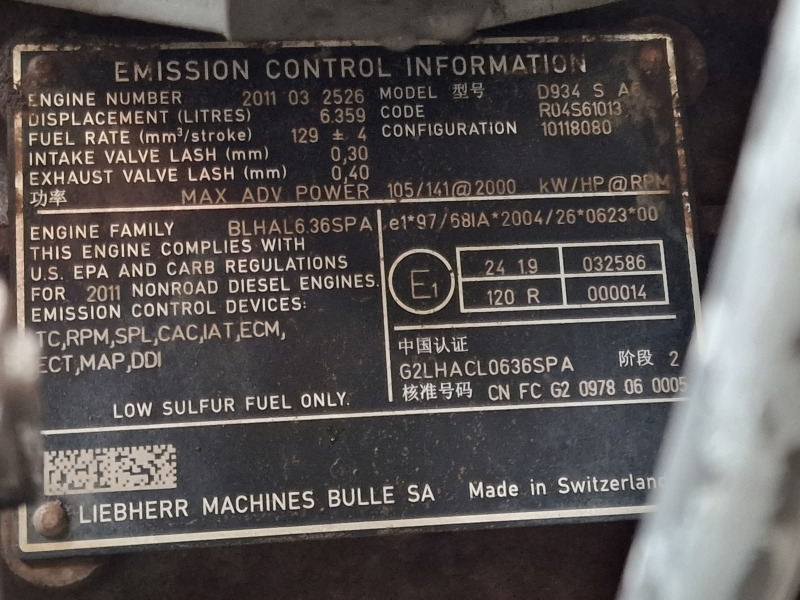 EMISSION CONTROL INFORMATION
ENGINE NUMBER 2011 03 2526
DISPLACEMENT (LITRES) 6.359
FUEL RATE (mm³/stroke) 129 ± 4
INTAKE VALVE LASH (mm) 0,30
EXHAUST VALVE LASH (mm) 0,40
MODEL 型号 D934 S A6
CODE R04S61013
CONFIGURATION 10118080
功率 MAX ADV POWER 105/141@2000 kW/HP@RPM
ENGINE FAMILY BLHAL6.36SPA
THIS ENGINE COMPLIES WITH
U.S. EPA AND CARB REGULATIONS
FOR 2011 NONROAD DIESEL ENGINES.
EMISSION CONTROL DEVICES:
TC,RPM,SPL,CAC,IAT,ECM,
ECT,MAP,DDI
LOW SULFUR FUEL ONLY.
e1*97/68IA*2004/26*0623*00
E1
24 1.9 032586
120 R 000014
中国认证
G2LHACL0636SPA 阶段 2
核准号码 CN FC G2 0978 06 0005
LIEBHERR MACHINES BULLE SA Made in Switzerland